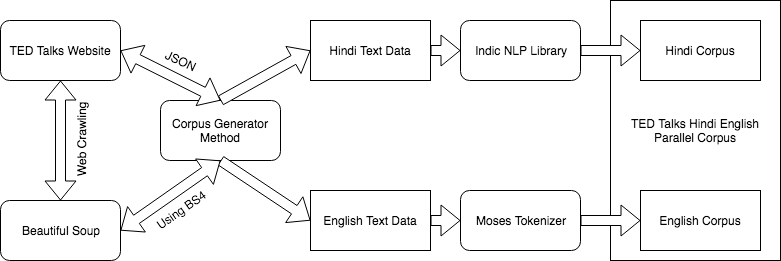 TED Talks Website
JSON
Hindi Text Data
Indic NLP Library
Hindi Corpus
Web Crawling
Corpus Generator
Method
TED Talks Hindi English
Parallel Corpus
Beautiful Soup
Using BS4
English Text Data
Moses Tokenizer
English Corpus